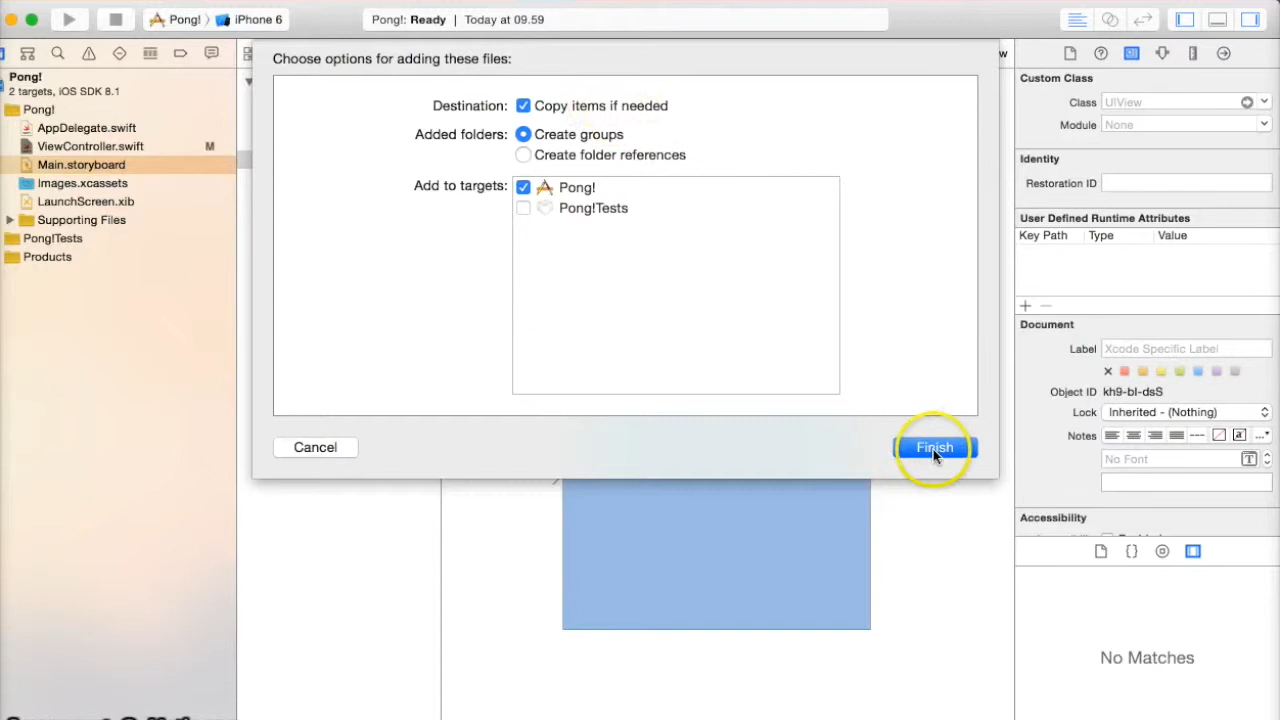 Pong! iPhone 6
Pong!: Ready | Today at 09.59
Pong!
2 targets, iOS SDK 8.1
Pong!
AppDelegate.swift
ViewController.swift M
Main.storyboard
Images.xcassets
LaunchScreen.xib
Supporting Files
Pong!Tests
Products
Choose options for adding these files:
Destination: Copy items if needed
Added folders: Create groups
Create folder references
Add to targets: Pong!
Pong!Tests
Cancel
Finish
Custom Class
Class UIView
Module None
Identity
Restoration ID
User Defined Runtime Attributes
Key Path Type Value
Document
Label Xcode Specific Label
Object ID kh9-bI-dsS
Lock Inherited - (Nothing)
Notes
No Font
Accessibility
No Matches